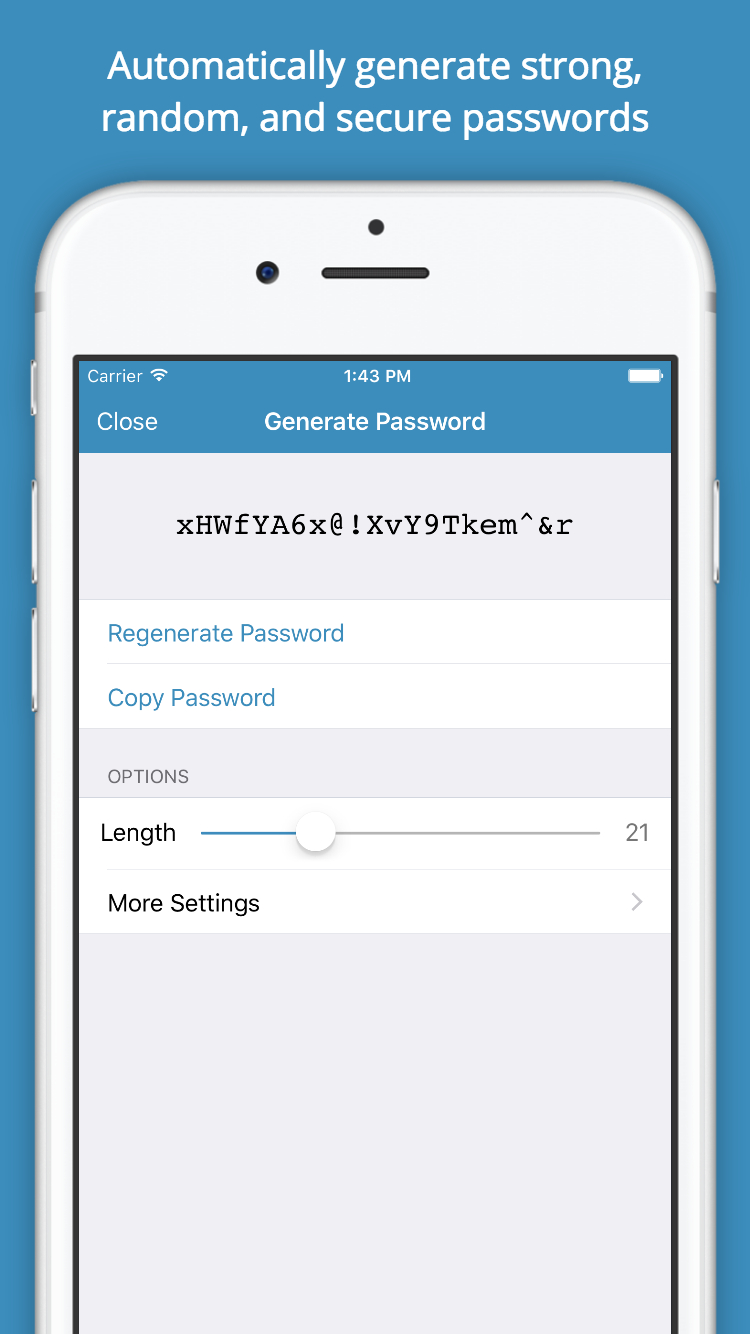 Automatically generate strong,
random, and secure passwords
Carrier 1:43 PM
Close Generate Password
xHWfYA6x@!XvY9Tkem^&r
Regenerate Password
Copy Password
OPTIONS
Length 21
More Settings